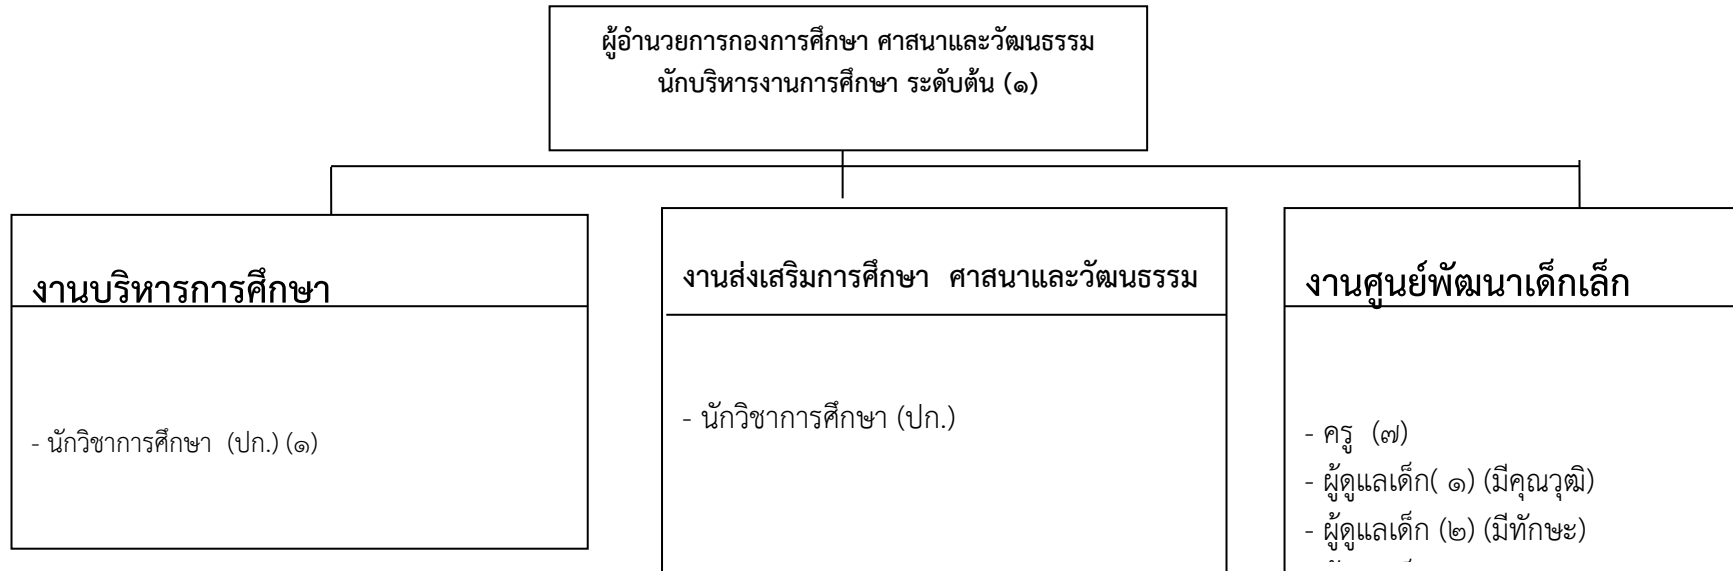 ผู้อำนวยการกองการศึกษา ศาสนาและวัฒนธรรม
นักบริหารงานการศึกษา ระดับต้น (๑)
งานบริหารการศึกษา
- นักวิชาการศึกษา (ปก.) (๑)
งานส่งเสริมการศึกษา ศาสนาและวัฒนธรรม
- นักวิชาการศึกษา (ปก.)
งานศูนย์พัฒนาเด็กเล็ก
- ครู (๗)
- ผู้ดูแลเด็ก( ๑) (มีคุณวุฒิ)
- ผู้ดูแลเด็ก (๒) (มีทักษะ)